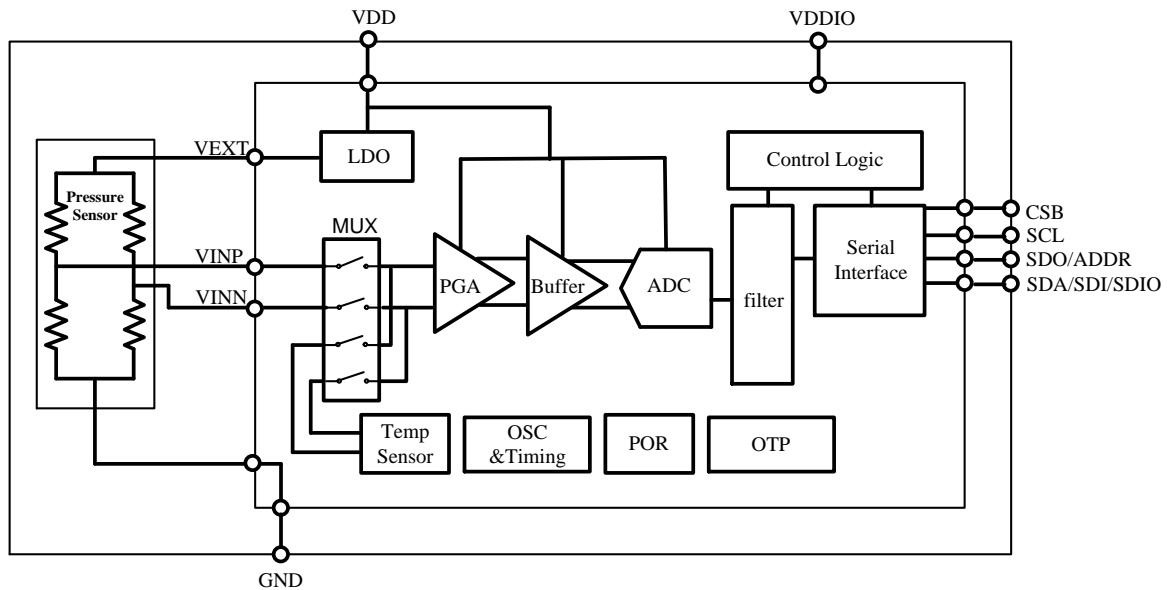 VDD
VDDIO
VEXT
LDO
Control Logic
Pressure
Sensor
MUX
CSB
SCL
SDO/ADDR
SDA/SDI/SDIO
VINP
VINN
PGA
Buffer
ADC
filter
Serial
Interface
Temp
Sensor
OSC
&Timing
POR
OTP
GND